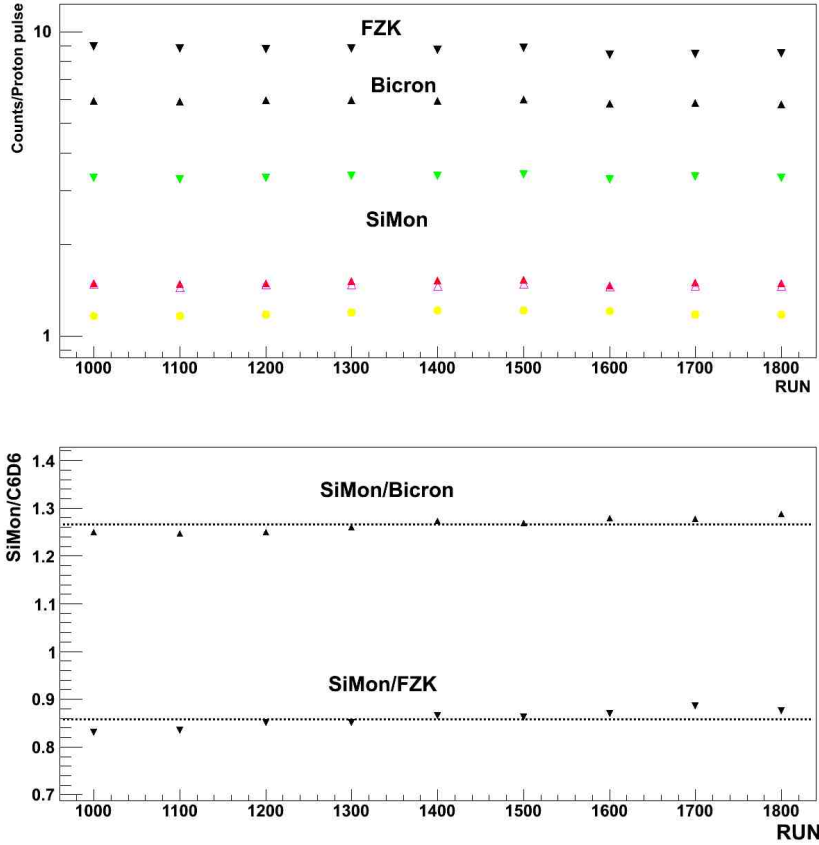 Counts/Proton pulse
10
1
FZK
Bicron
SiMon
1000 1100 1200 1300 1400 1500 1600 1700 1800
RUN
SiMon/C6D6
1.4
1.3
1.2
1.1
1
0.9
0.8
0.7
SiMon/Bicron
SiMon/FZK
1000 1100 1200 1300 1400 1500 1600 1700 1800
RUN